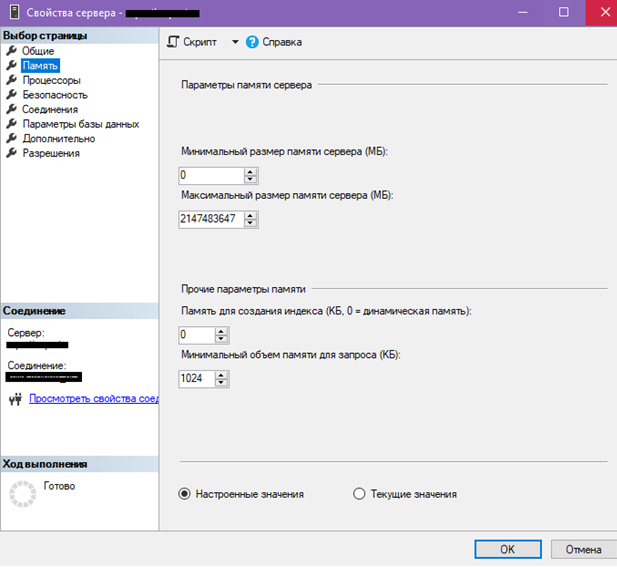 Свойства сервера -
Выбор страницы
Общие
Память
Процессоры
Безопасность
Соединения
Параметры базы данных
Дополнительно
Разрешения
Скрипт
Справка
Параметры памяти сервера
Минимальный размер памяти сервера (МБ):
0
Максимальный размер памяти сервера (МБ):
2147483647
Прочие параметры памяти
Память для создания индекса (КБ, 0 = динамическая память):
0
Минимальный объем памяти для запроса (КБ):
1024
Соединение
Сервер:
Соединение:
Просмотреть свойства соед
Ход выполнения
Готово
Настроенные значения
Текущие значения
OK
Отмена